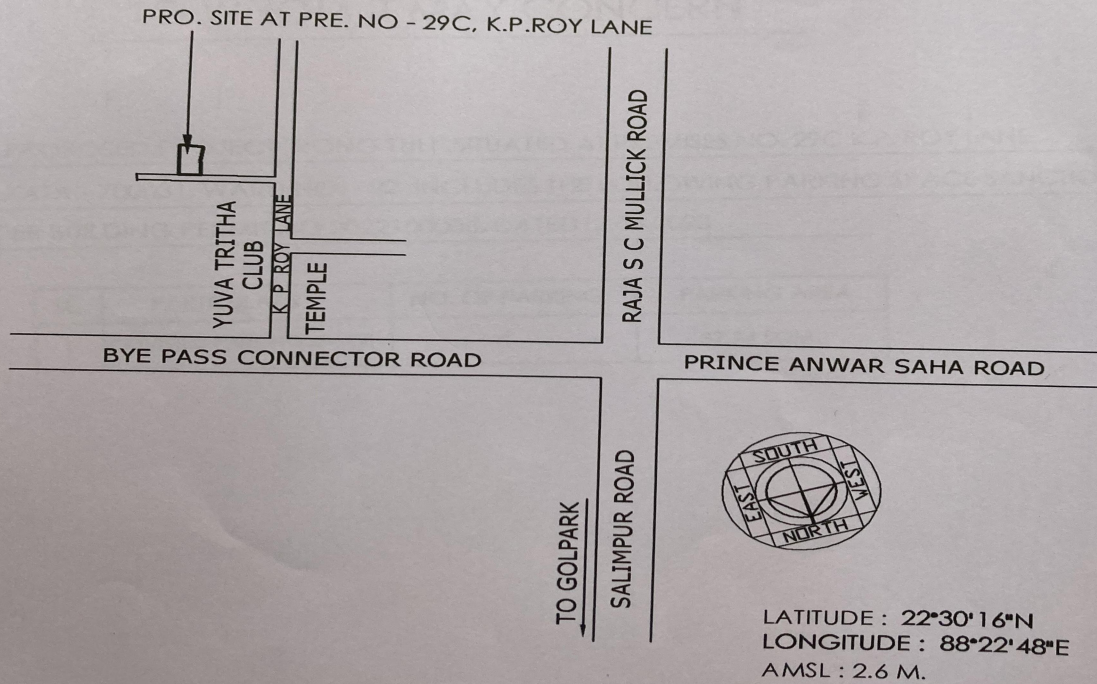 PRO. SITE AT PRE. NO - 29C, K.P.ROY LANE
RAJA S C MULLICK ROAD
YUVA TRITHA
CLUB
K P ROY LANE
TEMPLE
BYE PASS CONNECTOR ROAD
PRINCE ANWAR SAHA ROAD
SOUTH
EAST
WEST
NORTH
TO GOLPARK
SALIMPUR ROAD
LATITUDE : 22°30'16"N
LONGITUDE : 88°22'48"E
AMSL : 2.6 M.